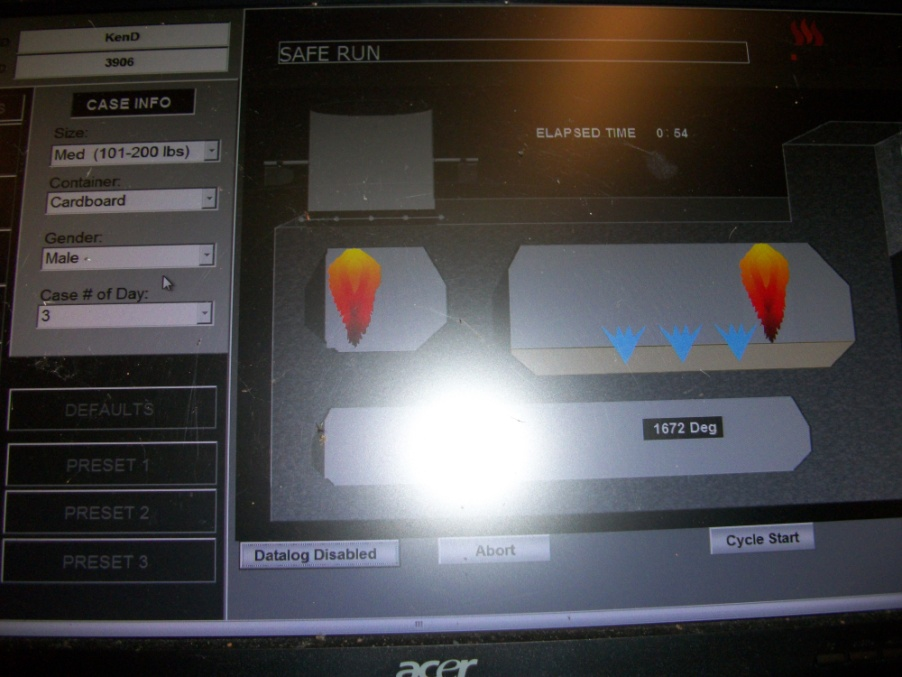 KenD
3906
CASE INFO
Size:
Med (101-200 lbs)
Container:
Cardboard
Gender:
Male
Case # of Day:
3
DEFAULTS
PRESET 1
PRESET 2
PRESET 3
SAFE RUN
ELAPSED TIME 0:54
1672 Deg
Datalog Disabled
Abort
Cycle Start
acer